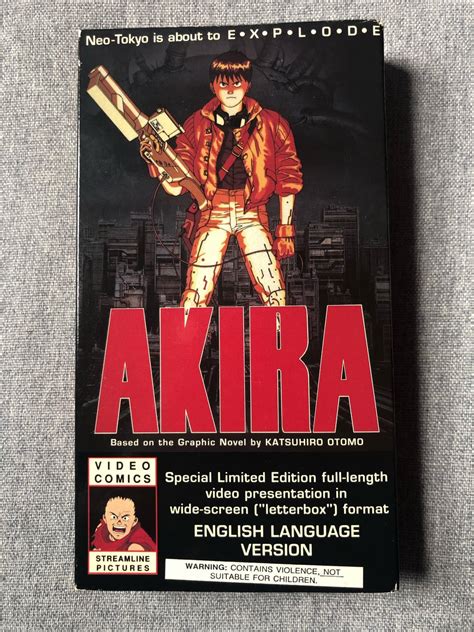 Neo-Tokyo is about to E•X•P•L•O•D•E
AKIRA
Based on the Graphic Novel by KATSUHIRO OTOMO
VIDEO
COMICS
STREAMLINE
PICTURES
Special Limited Edition full-length
video presentation in
wide-screen ("letterbox") format
ENGLISH LANGUAGE
VERSION
WARNING: CONTAINS VIOLENCE, NOT
SUITABLE FOR CHILDREN.